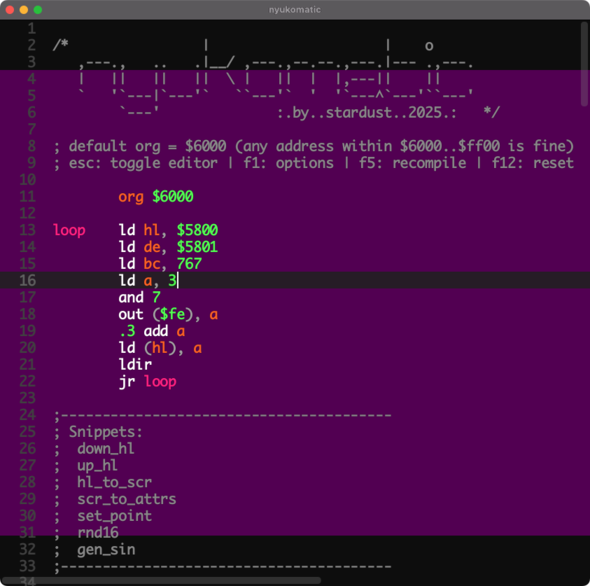 nyukomatic
1
2 /*                 |                     |    o
3    ,---.,   ..   .|__/ ,---.,--.--.,---.|--- .,---.
4    |   ||   ||   ||  \ |   ||  |  |,---||    ||
5    `   '`---|`---'`   ``---'`  '  '`---^`---'``---'
6         `---'              :.by..stardust..2025.:   */
7
8 ; default org = $6000 (any address within $6000..$ff00 is fine)
9 ; esc: toggle editor | f1: options | f5: recompile | f12: reset
10
11         org $6000
12
13 loop    ld hl, $5800
14         ld de, $5801
15         ld bc, 767
16         ld a, 3
17         and 7
18         out ($fe), a
19         .3 add a
20         ld (hl), a
21         ldir
22         jr loop
23
24 ;----------------------------------------
25 ; Snippets:
26 ;  down_hl
27 ;  up_hl
28 ;  hl_to_scr
29 ;  scr_to_attrs
30 ;  set_point
31 ;  rnd16
32 ;  gen_sin
33 ;----------------------------------------
34